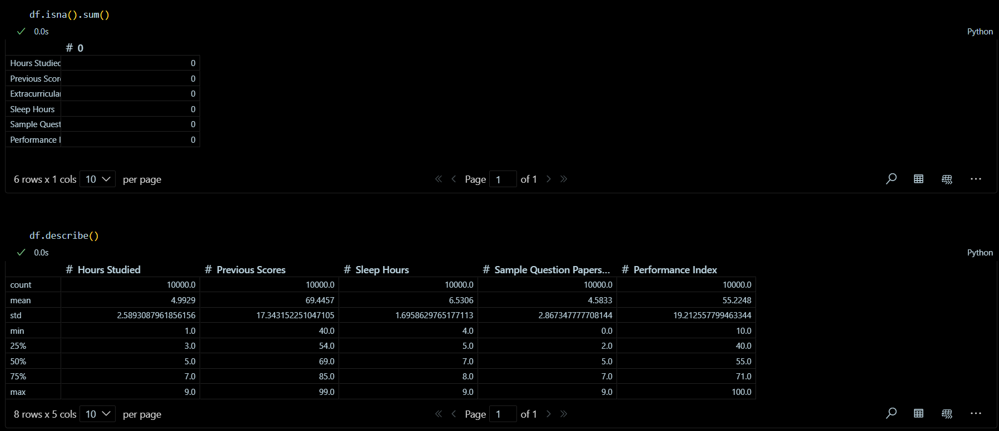 df.isna().sum()
0.0s
Python
# 0
Hours Studied 0
Previous Scor 0
Extracurricular 0
Sleep Hours 0
Sample Quest 0
Performance I 0
6 rows x 1 cols 10 per page « < Page 1 of 1 > »
df.describe()
0.0s
Python
# Hours Studied # Previous Scores # Sleep Hours # Sample Question Papers... # Performance Index
count 10000.0 10000.0 10000.0 10000.0 10000.0
mean 4.9929 69.4457 6.5306 4.5833 55.2248
std 2.5893087961856156 17.343152251047105 1.6958629765177113 2.867347777708144 19.212557799463344
min 1.0 40.0 4.0 0.0 10.0
25% 3.0 54.0 5.0 2.0 40.0
50% 5.0 69.0 7.0 5.0 55.0
75% 7.0 85.0 8.0 7.0 71.0
max 9.0 99.0 9.0 9.0 100.0
8 rows x 5 cols 10 per page « < Page 1 of 1 > »